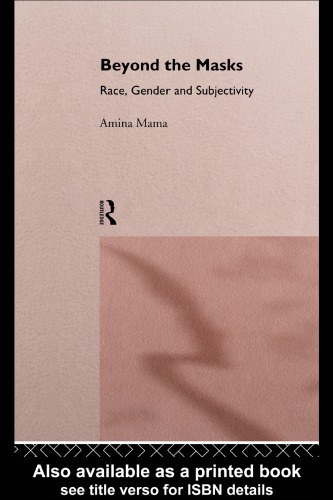 Beyond the Masks
Race, Gender and Subjectivity
Amina Mama
ROUTLEDGE
Also available as a printed book
see title verso for ISBN details